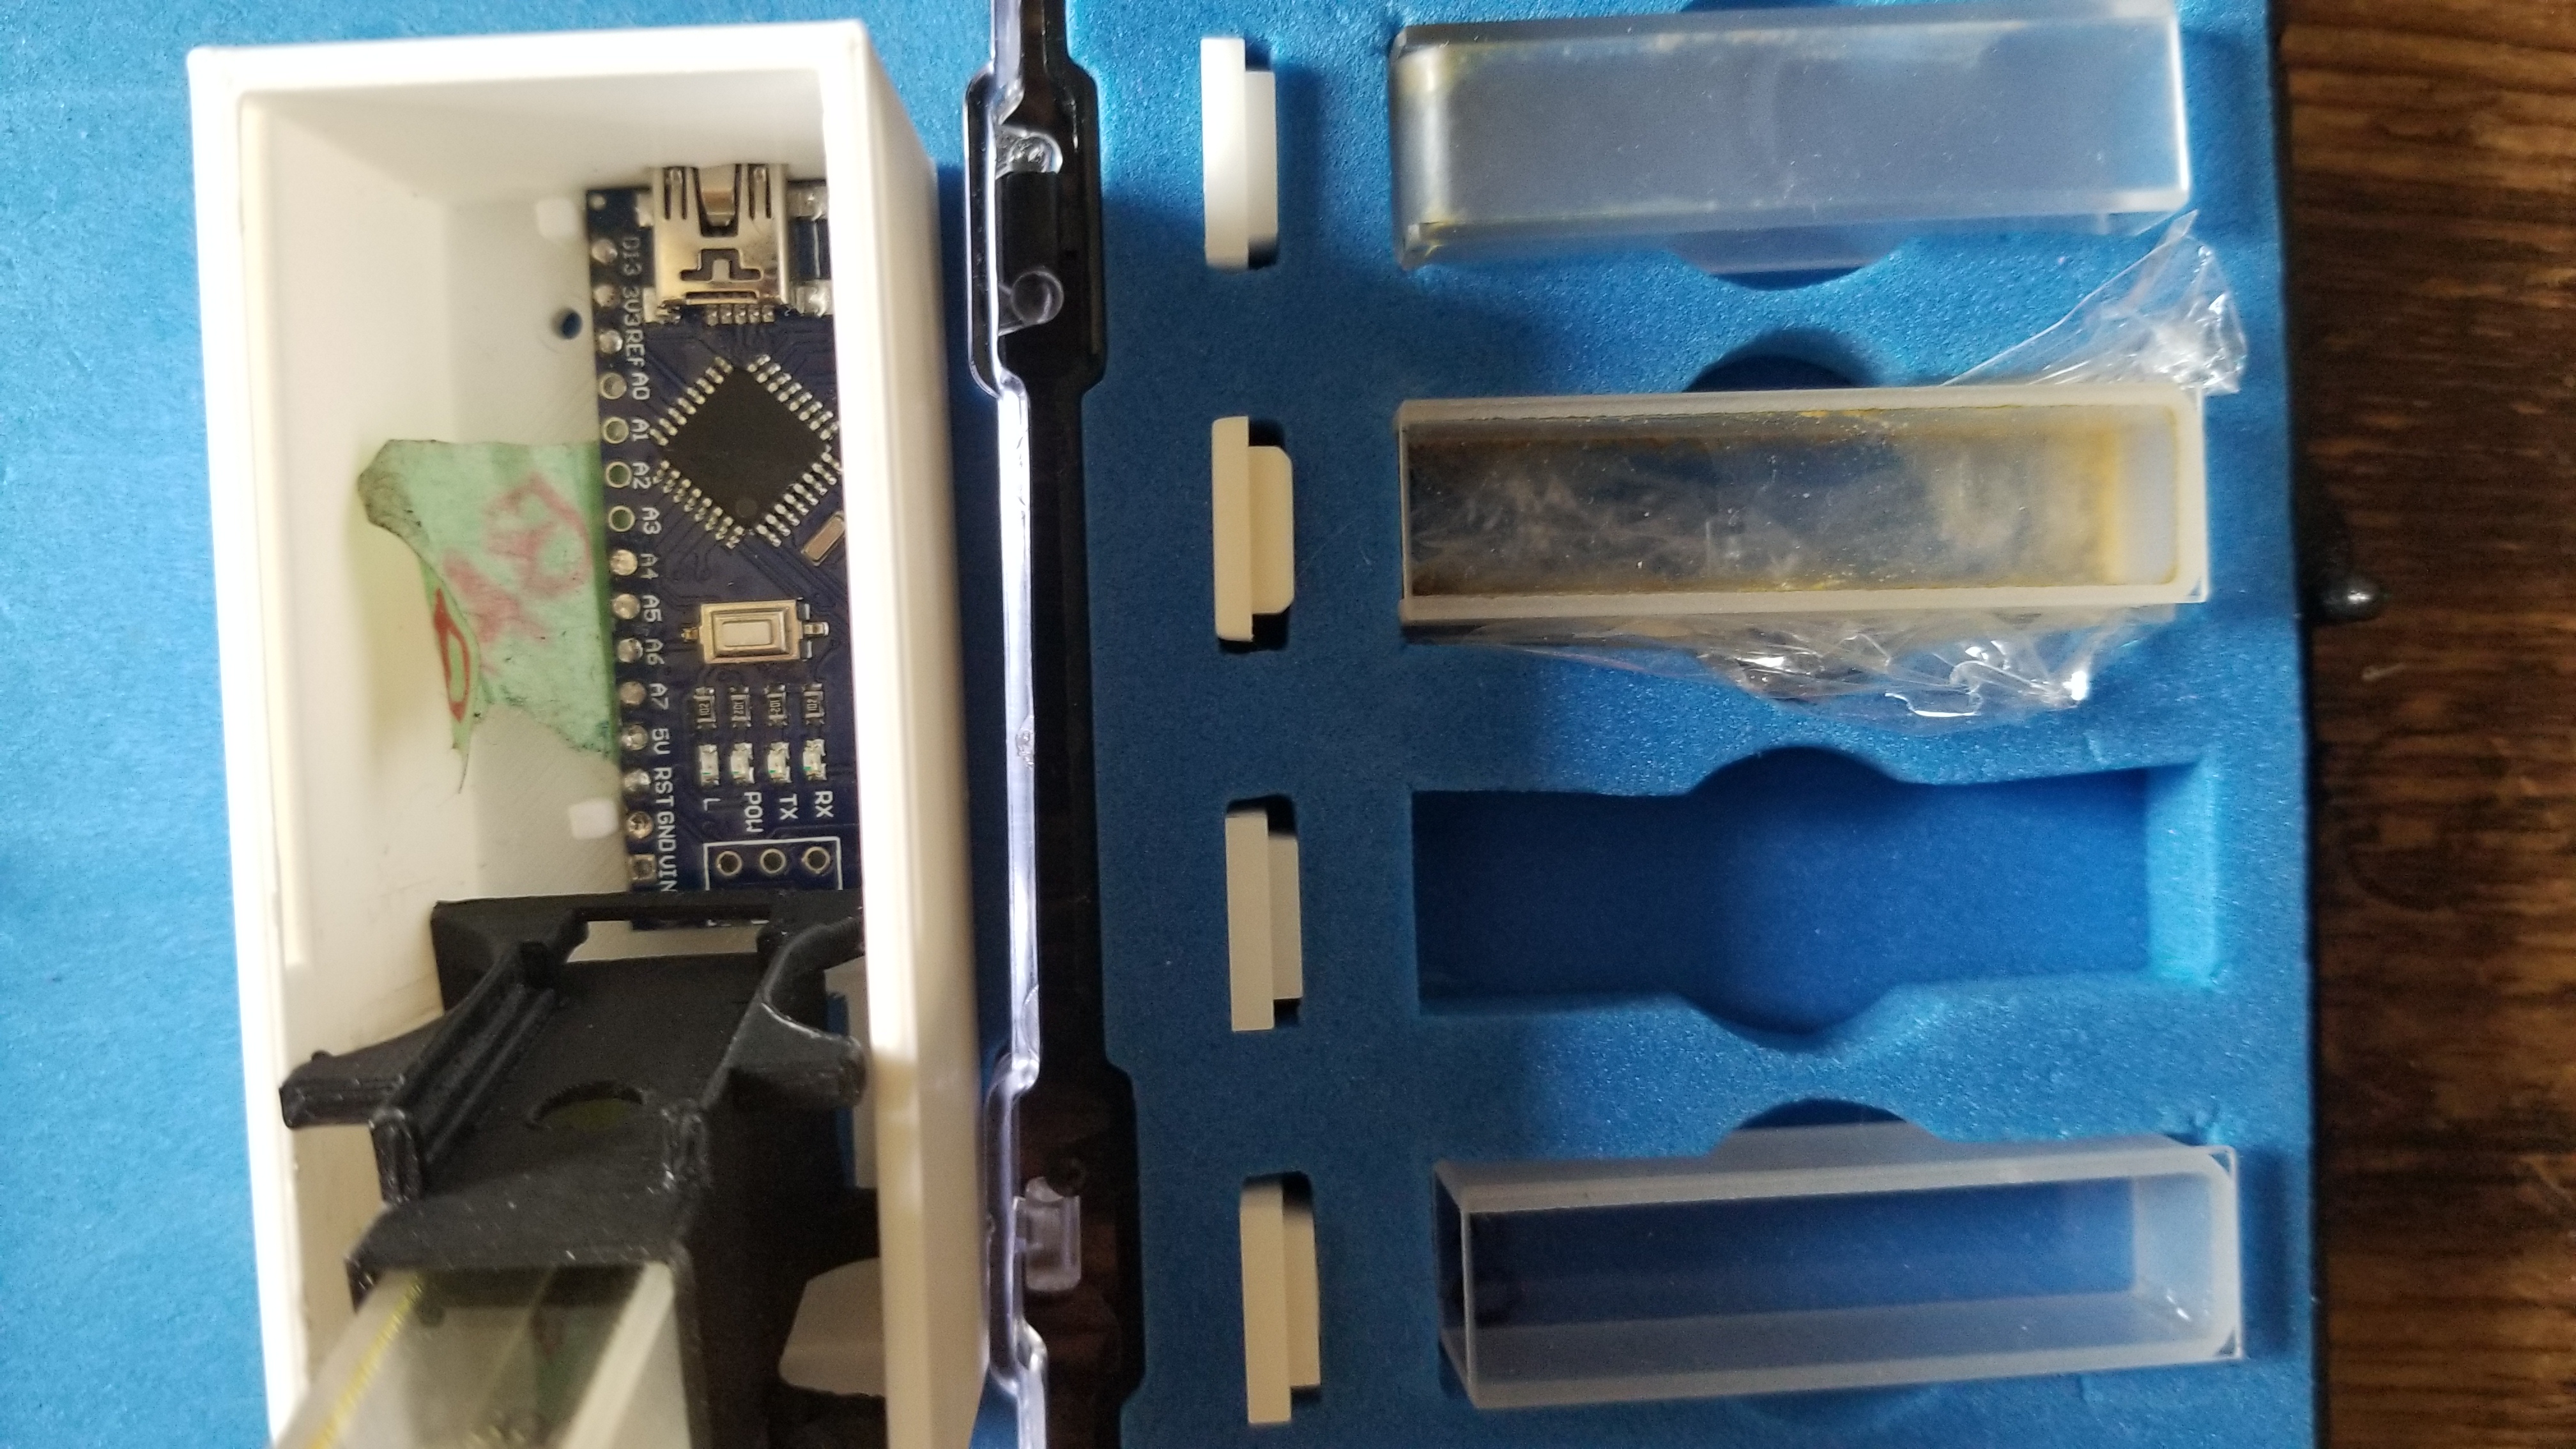 VIN GND RST 5V A7 A6 A5 A4 A3 A2 A1 A0 REF 3V3 D13
L 102
POW 102
TX 102
RX 102